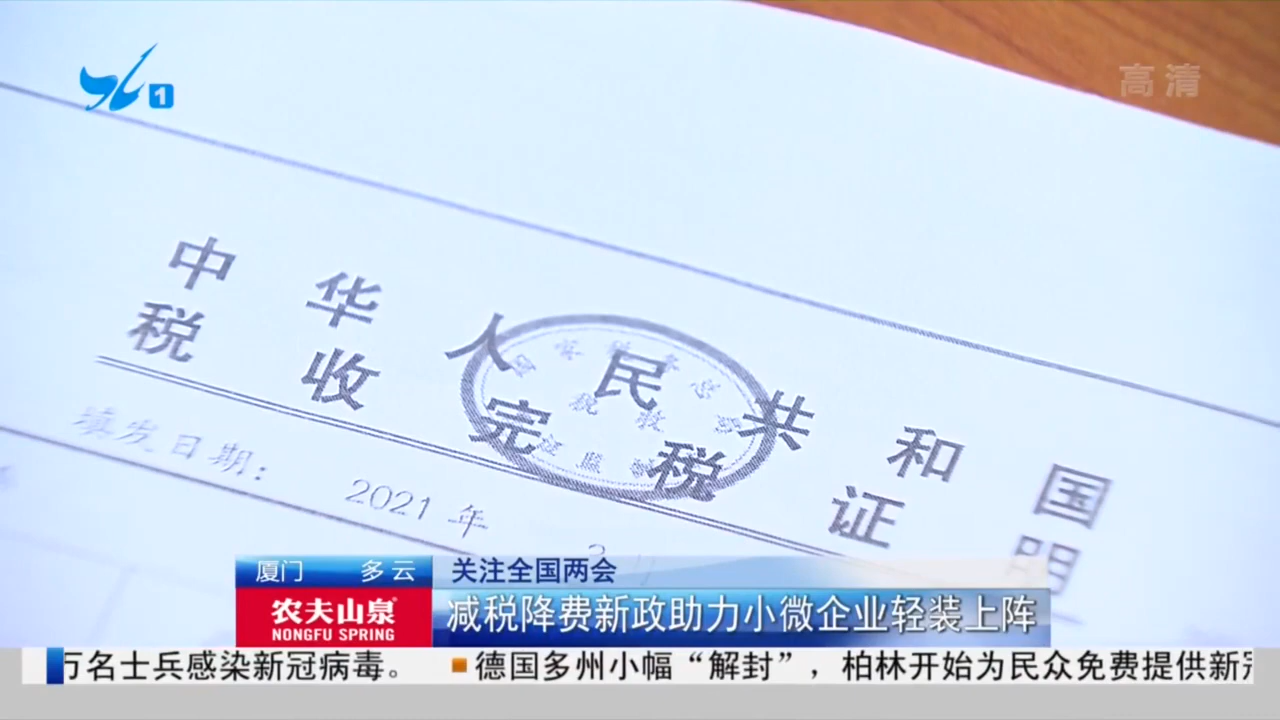 1
高清
中华人民共和国
税收完税证明
填发日期: 2021 年
厦门 多云
关注全国两会
农夫山泉
NONGFU SPRING
减税降费新政助力小微企业轻装上阵
万名士兵感染新冠病毒。 德国多州小幅“解封”,柏林开始为民众免费提供新冠